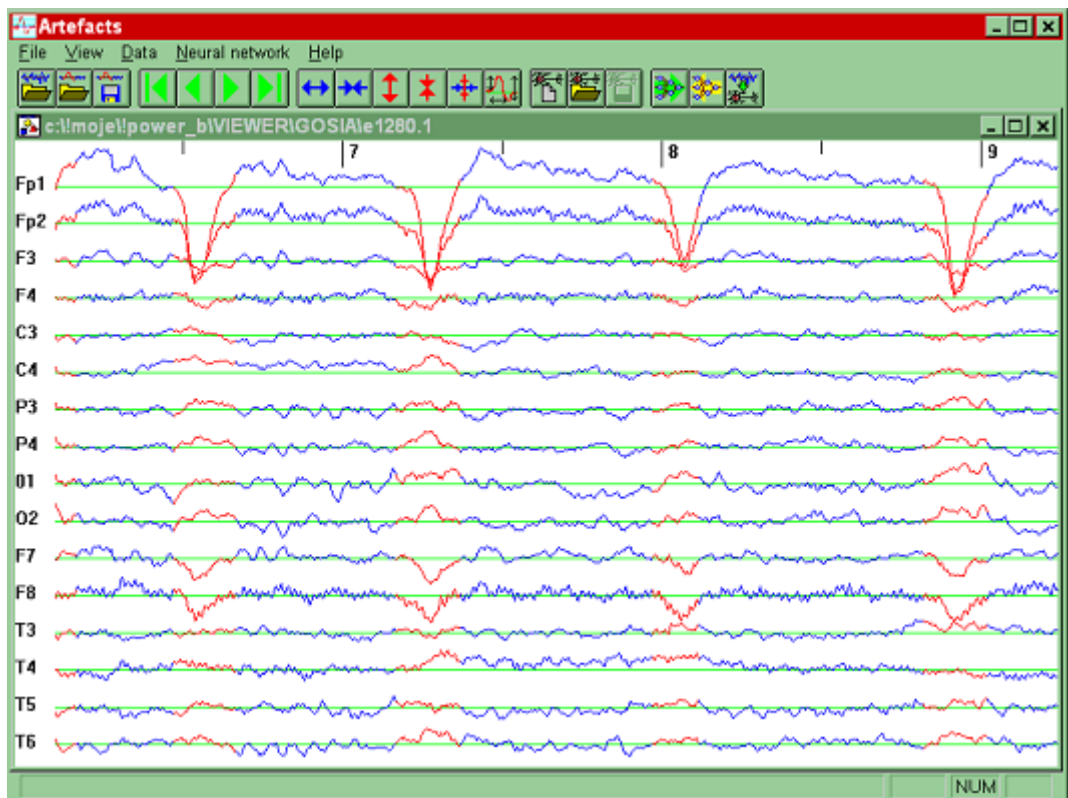 Artefacts
File View Data Neural network Help
c:\!moje\!power_b\VIEWER\GOSIA\e1280.1
7 8 9
Fp1
Fp2
F3
F4
C3
C4
P3
P4
O1
O2
F7
F8
T3
T4
T5
T6
NUM